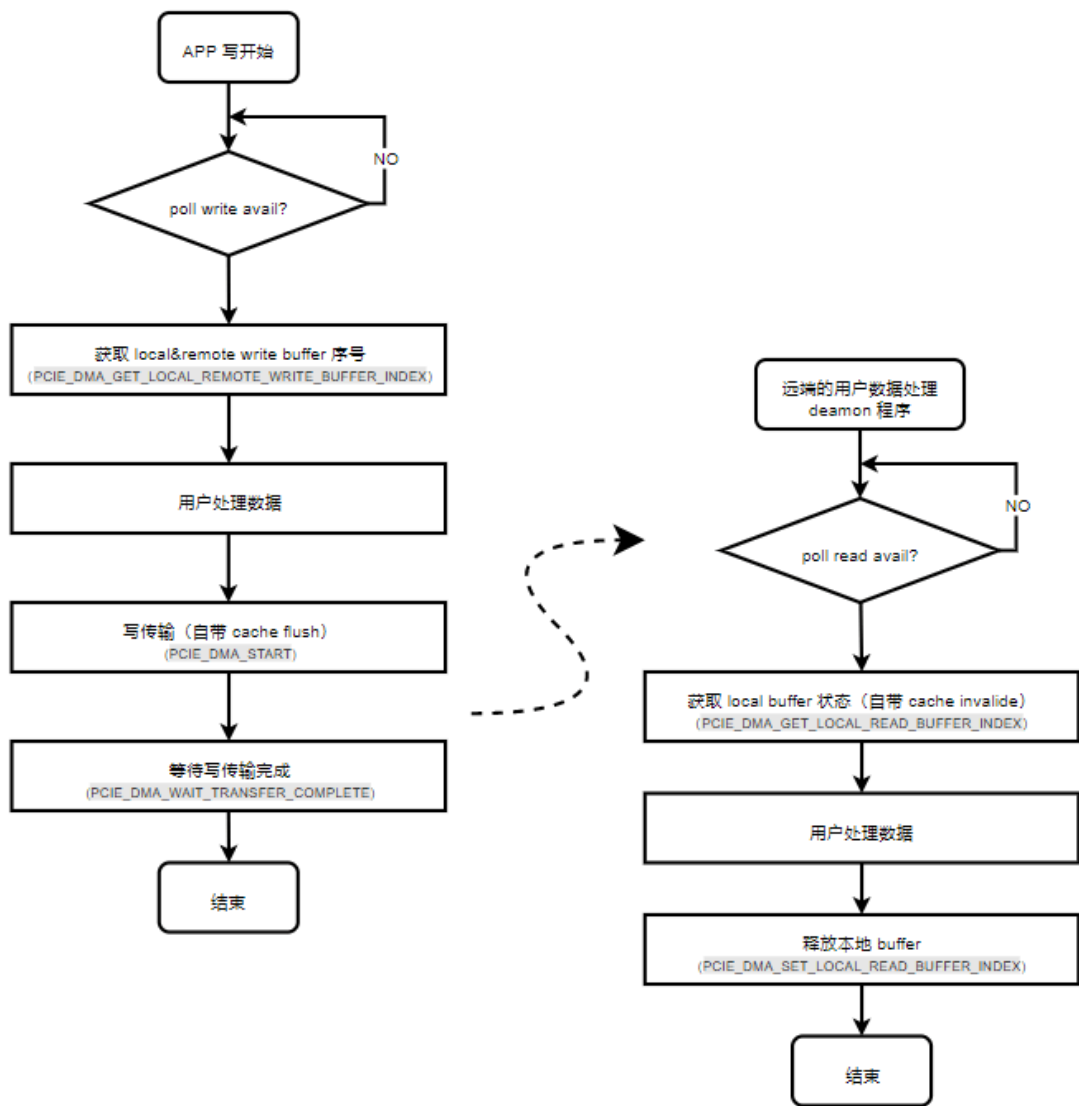 APP 写开始
NO
poll write avail?
获取 local&remote write buffer 序号
(PCIE_DMA_GET_LOCAL_REMOTE_WRITE_BUFFER_INDEX)
用户处理数据
写传输（自带 cache flush）
(PCIE_DMA_START)
等待写传输完成
(PCIE_DMA_WAIT_TRANSFER_COMPLETE)
结束
远端的用户数据处理
deamon 程序
NO
poll read avail?
获取 local buffer 状态（自带 cache invalide）
(PCIE_DMA_GET_LOCAL_READ_BUFFER_INDEX)
用户处理数据
释放本地 buffer
(PCIE_DMA_SET_LOCAL_READ_BUFFER_INDEX)
结束